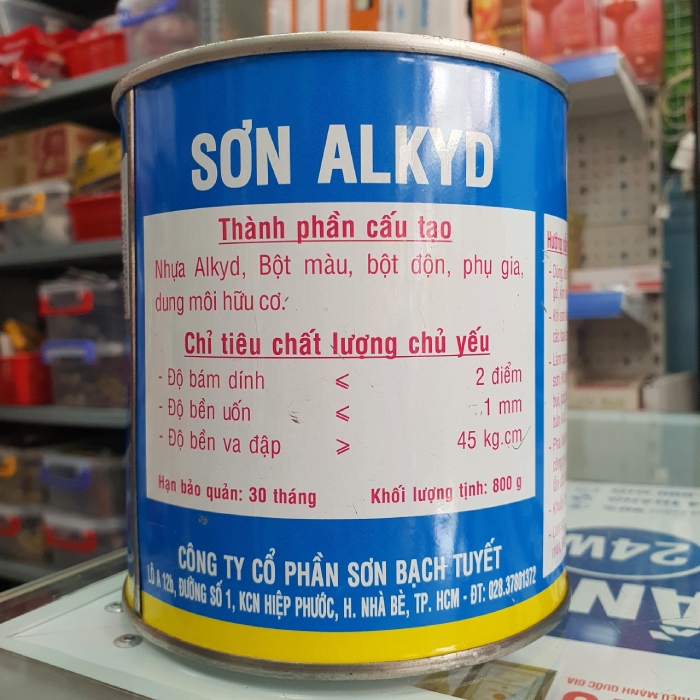 SƠN ALKYD
Thành phần cấu tạo
Nhựa Alkyd, Bột màu, bột độn, phụ gia,
dung môi hữu cơ.
Chỉ tiêu chất lượng chủ yếu
- Độ bám dính ⩽ 2 điểm
- Độ bền uốn ⩽ 1 mm
- Độ bền va đập ⩾ 45 kg.cm
Hạn bảo quản: 30 tháng Khối lượng tịnh: 800 g
CÔNG TY CỔ PHẦN SƠN BẠCH TUYẾT
LÔ A 12b, ĐƯỜNG SỐ 1, KCN HIỆP PHƯỚC, H. NHÀ BÈ, TP. HCM - ĐT: 028.37801372
Hướng
24W